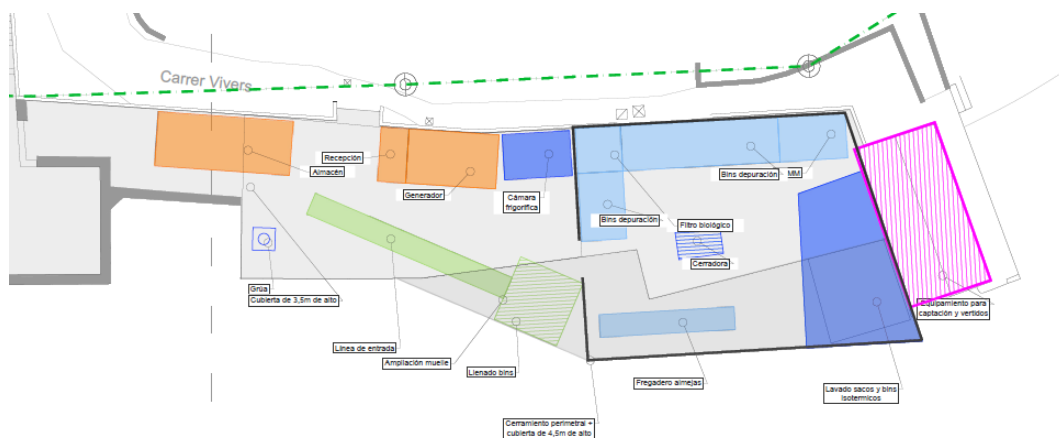 Carrer Vivers
Recepción
Almacén
Generador
Cámara
frigorífica
Bins depuración
MM
Bins depuración
Filtro biológico
Cerradora
Grúa
Cubierta de 3,5m de alto
Equipamiento para
captación y vertidos
Línea de entrada
Ampliación muelle
Llenado bins
Fregadero almejas
Lavado sacos y bins
isotermicos
Cerramiento perimetral +
cubierta de 4,5m de alto